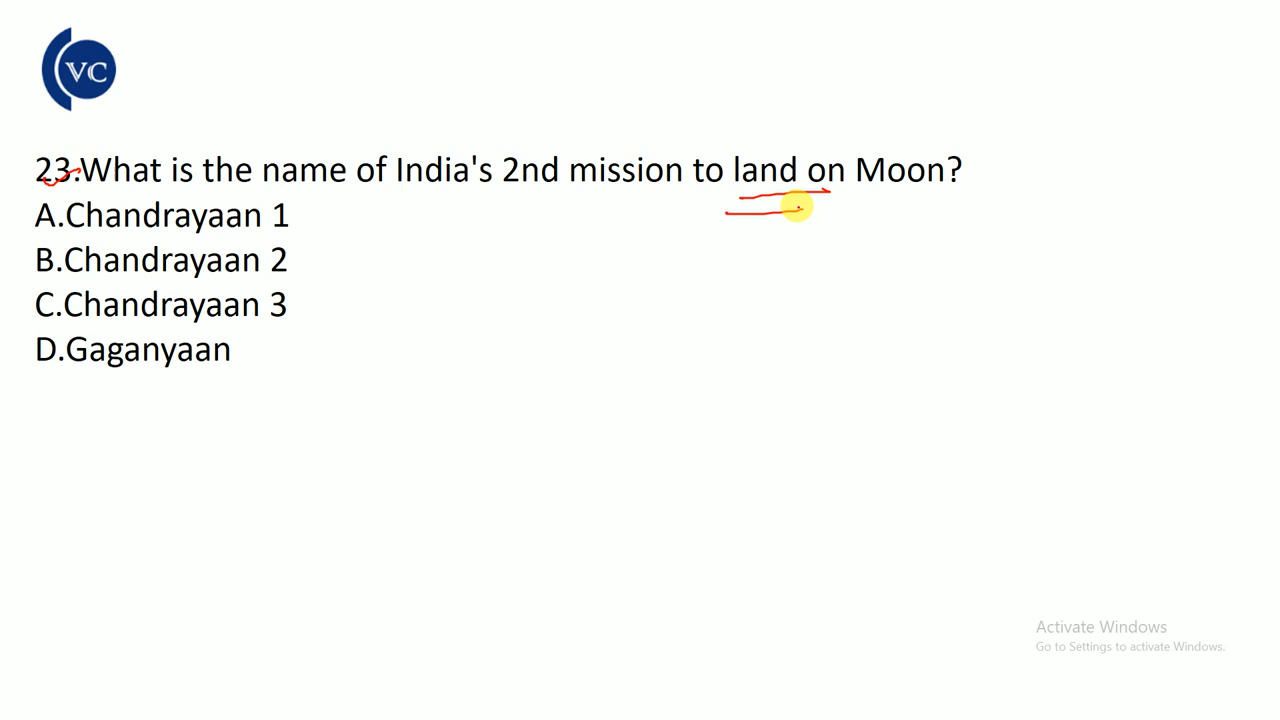 VC
23.What is the name of India's 2nd mission to land on Moon?
A.Chandrayaan 1
B.Chandrayaan 2
C.Chandrayaan 3
D.Gaganyaan
Activate Windows
Go to Settings to activate Windows.